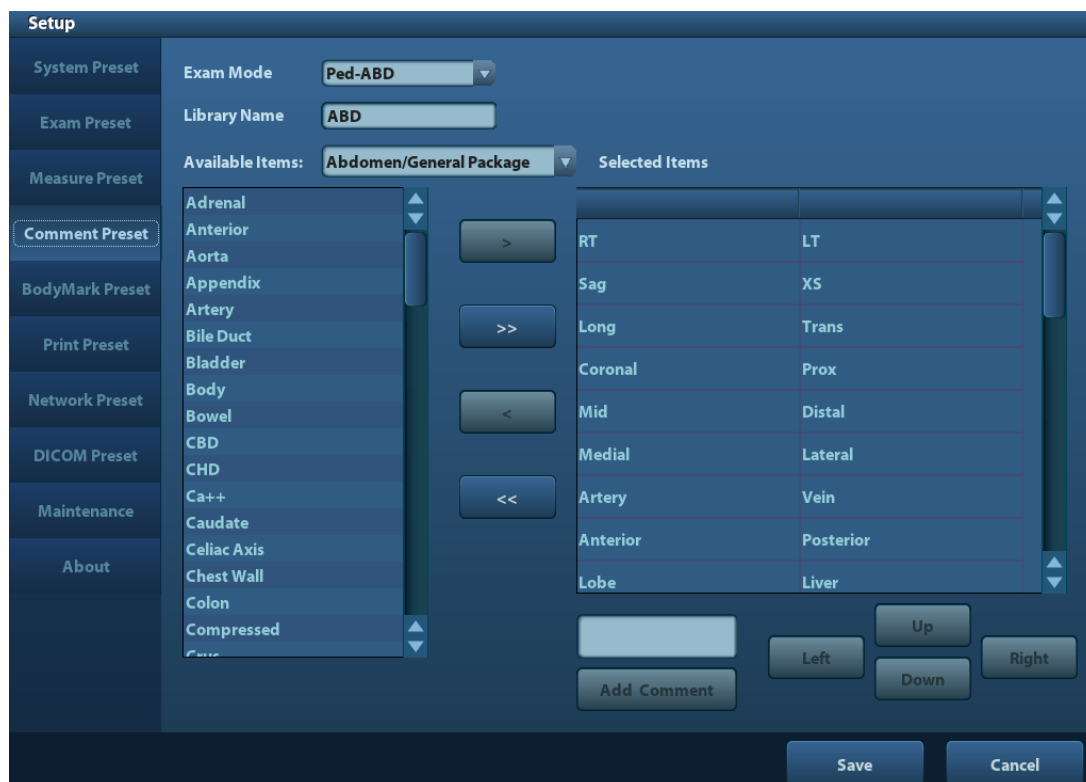 Setup
System Preset
Exam Preset
Measure Preset
Comment Preset
BodyMark Preset
Print Preset
Network Preset
DICOM Preset
Maintenance
About
Exam Mode Ped-ABD
Library Name ABD
Available Items: Abdomen/General Package Selected Items
Adrenal
Anterior
Aorta
Appendix
Artery
Bile Duct
Bladder
Body
Bowel
CBD
CHD
Ca++
Caudate
Celiac Axis
Chest Wall
Colon
Compressed
Crus
>
>>
<
<<
RT LT
Sag XS
Long Trans
Coronal Prox
Mid Distal
Medial Lateral
Artery Vein
Anterior Posterior
Lobe Liver
Add Comment
Up
Left Right
Down
Save Cancel